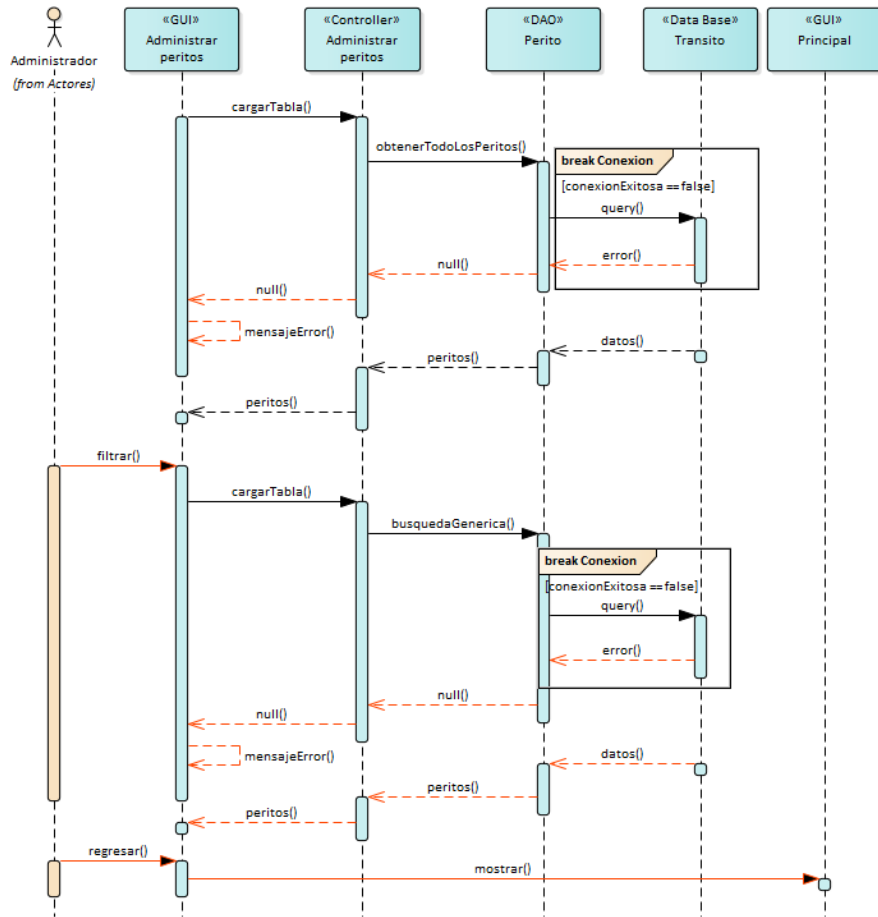 «GUI»
Administrar
peritos
«Controller»
Administrar
peritos
«DAO»
Perito
«Data Base»
Transito
«GUI»
Principal
Administrador
(from Actores)
cargarTabla()
obtenerTodoLosPeritos()
break Conexion
[conexionExitosa ==false]
query()
error()
null()
null()
mensajeError()
datos()
peritos()
peritos()
filtrar()
cargarTabla()
busquedaGenerica()
break Conexion
[conexionExitosa ==false]
query()
error()
null()
null()
mensajeError()
datos()
peritos()
peritos()
regresar()
mostrar()